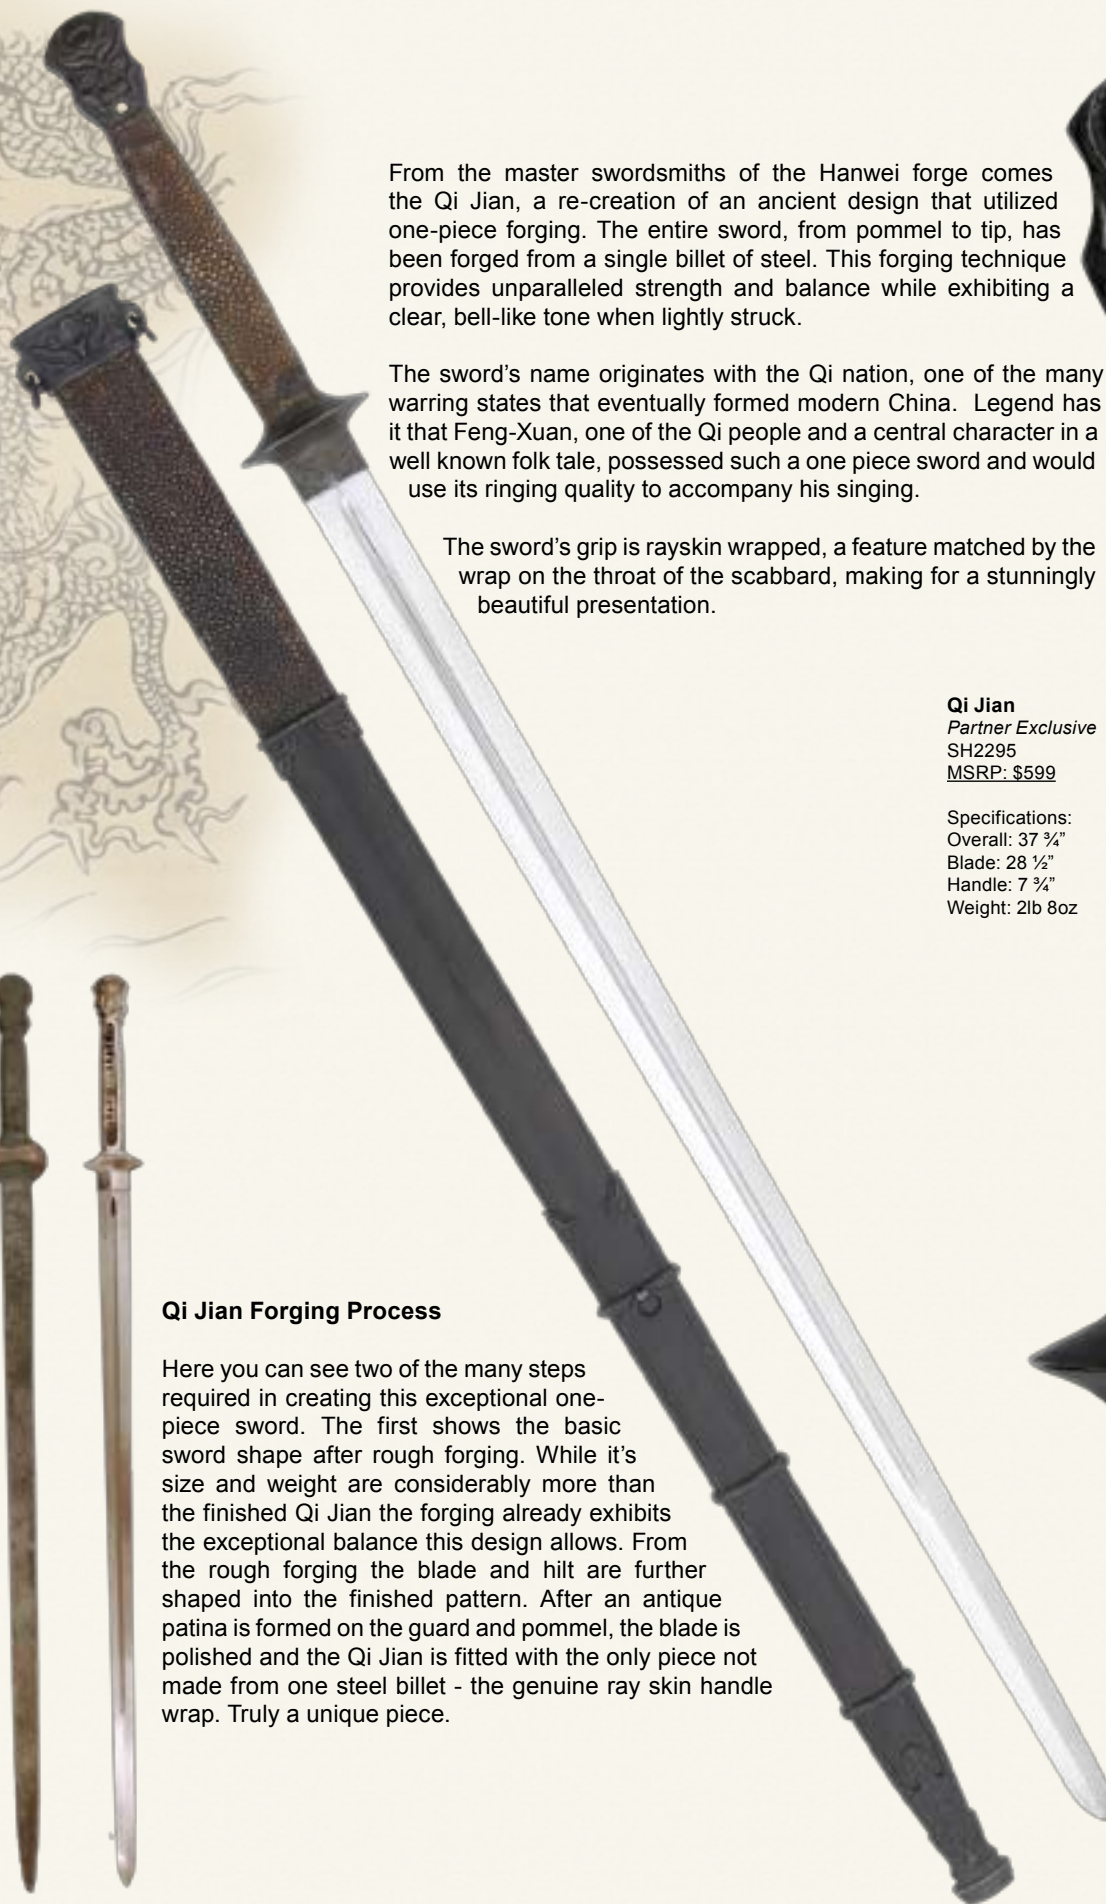 From the master swordsmiths of the Hanwei forge comes
the Qi Jian, a re-creation of an ancient design that utilized
one-piece forging. The entire sword, from pommel to tip, has
been forged from a single billet of steel. This forging technique
provides unparalleled strength and balance while exhibiting a
clear, bell-like tone when lightly struck.
The sword’s name originates with the Qi nation, one of the many
warring states that eventually formed modern China. Legend has
it that Feng-Xuan, one of the Qi people and a central character in a
well known folk tale, possessed such a one piece sword and would
use its ringing quality to accompany his singing.
The sword’s grip is rayskin wrapped, a feature matched by the
wrap on the throat of the scabbard, making for a stunningly
beautiful presentation.
Qi Jian
Partner Exclusive
SH2295
MSRP: $599
Specifications:
Overall: 37 ¾”
Blade: 28 ½”
Handle: 7 ¾”
Weight: 2lb 8oz
Qi Jian Forging Process
Here you can see two of the many steps
required in creating this exceptional one-
piece sword. The first shows the basic
sword shape after rough forging. While it’s
size and weight are considerably more than
the finished Qi Jian the forging already exhibits
the exceptional balance this design allows. From
the rough forging the blade and hilt are further
shaped into the finished pattern. After an antique
patina is formed on the guard and pommel, the blade is
polished and the Qi Jian is fitted with the only piece not
made from one steel billet - the genuine ray skin handle
wrap. Truly a unique piece.